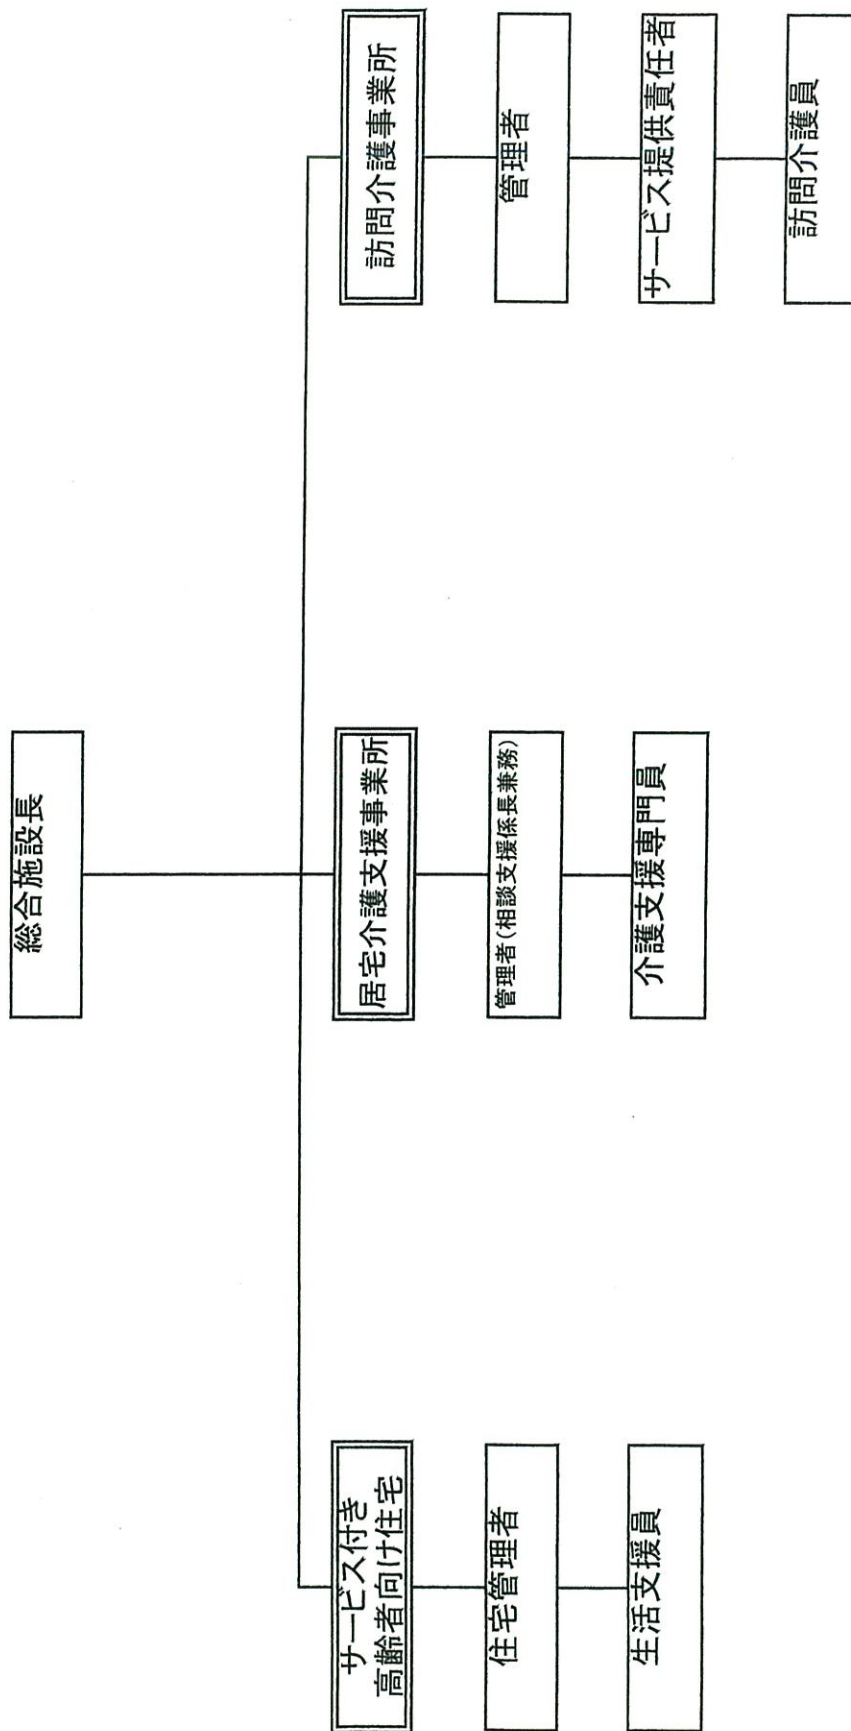 総合施設長
サービス付き
高齢者向け住宅
住宅管理者
生活支援員
居宅介護支援事業所
管理者(相談支援係長兼務)
介護支援専門員
訪問介護事業所
管理者
サービス提供責任者
訪問介護員